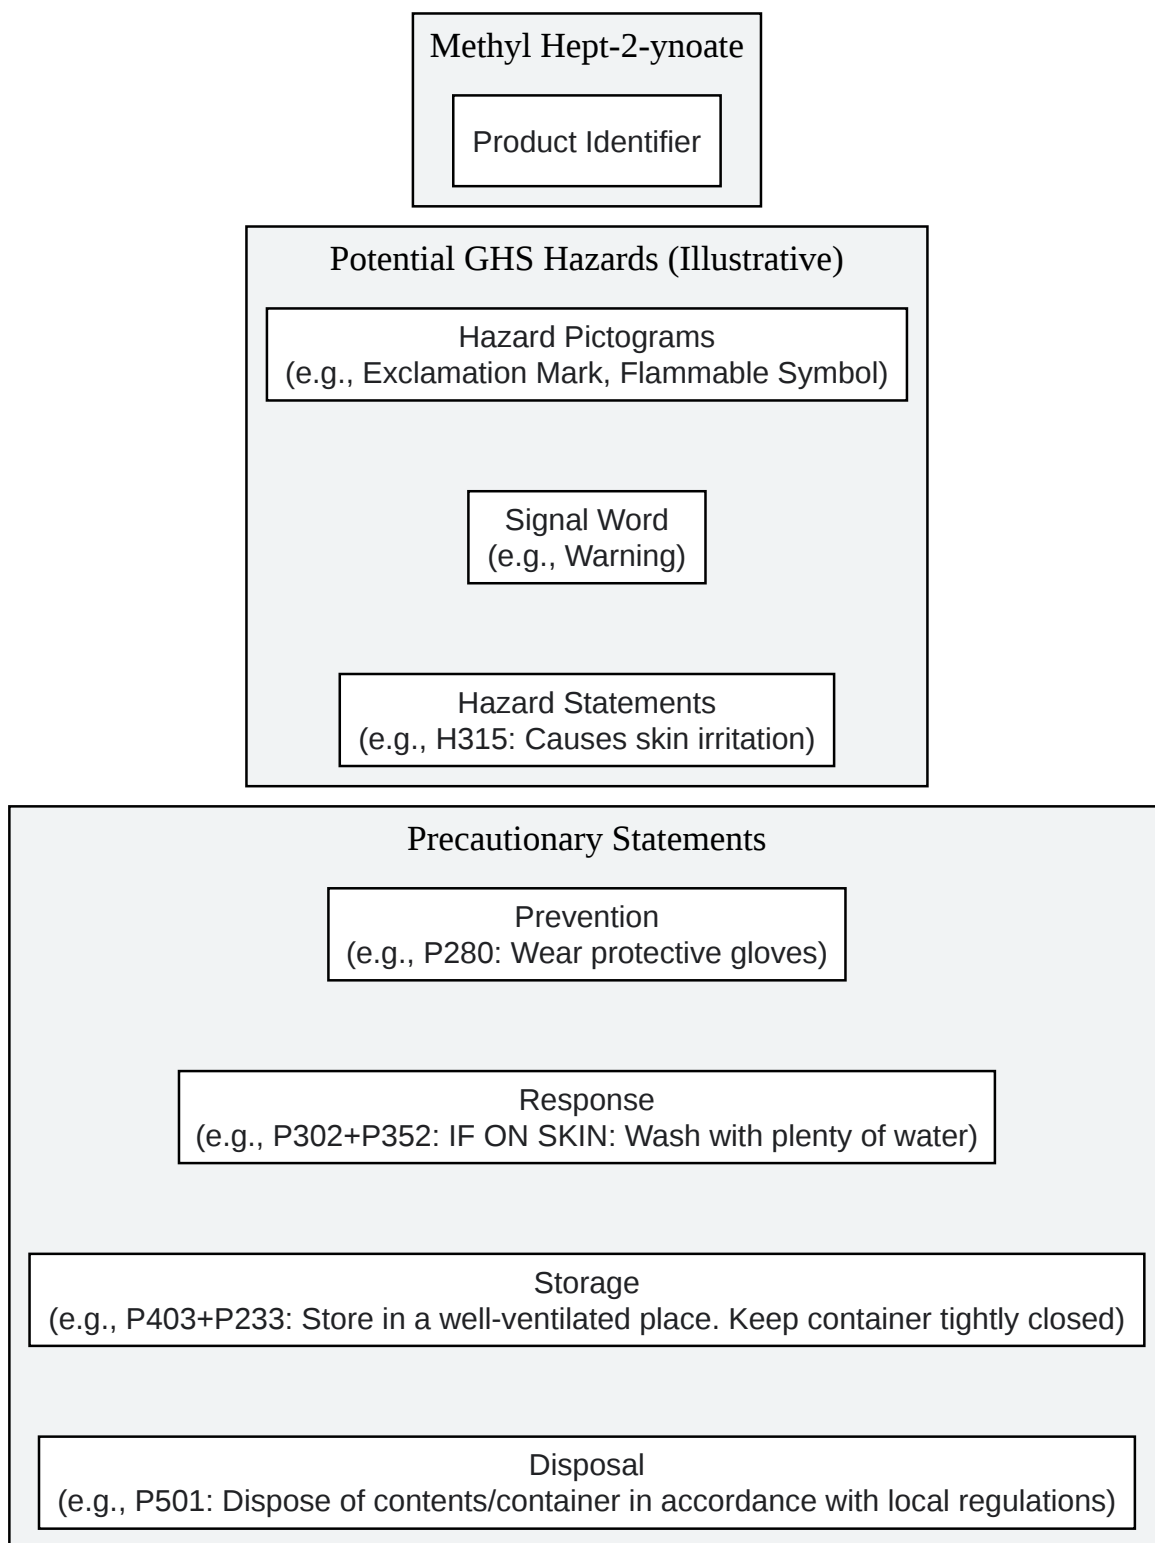 Methyl Hept-2-ynoate
Product Identifier
Potential GHS Hazards (Illustrative)
Hazard Pictograms
(e.g., Exclamation Mark, Flammable Symbol)
Signal Word
(e.g., Warning)
Hazard Statements
(e.g., H315: Causes skin irritation)
Precautionary Statements
Prevention
(e.g., P280: Wear protective gloves)
Response
(e.g., P302+P352: IF ON SKIN: Wash with plenty of water)
Storage
(e.g., P403+P233: Store in a well-ventilated place. Keep container tightly closed)
Disposal
(e.g., P501: Dispose of contents/container in accordance with local regulations)